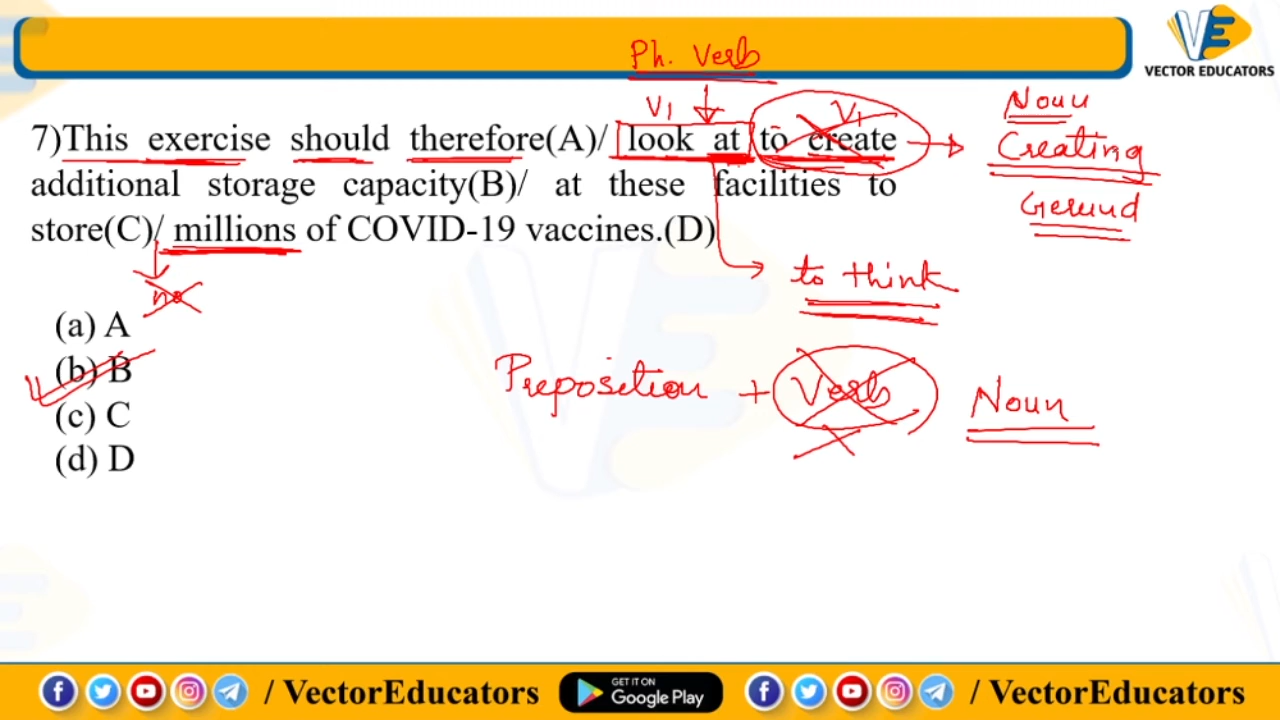 Ph. Verb
VE
VECTOR EDUCATORS
V1
V1
Noun
7)This exercise should therefore(A)/ look at to create
Creating
additional storage capacity(B)/ at these facilities to
Gerund
store(C)/ millions of COVID-19 vaccines.(D)
to think
no
(a) A
(b) B
Preposition + Verb Noun
(c) C
(d) D
/ VectorEducators
GET IT ON
Google Play
/ VectorEducators